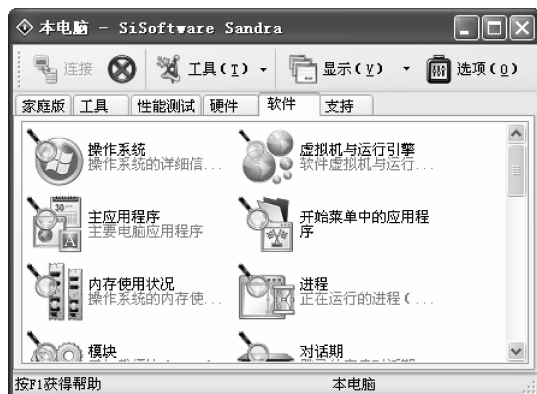 本电脑 - SiSoftware Sandra
连接 工具(T) 显示(V) 选项(O)
家庭版 工具 性能测试 硬件 软件 支持
操作系统
操作系统的详细信...
虚拟机与运行引擎
软件虚拟机与运行...
主应用程序
主要电脑应用程序
开始菜单中的应用程
序
内存使用状况
操作系统的内存使...
进程
正在运行的进程(...
模块
对话期
按F1获得帮助 本电脑